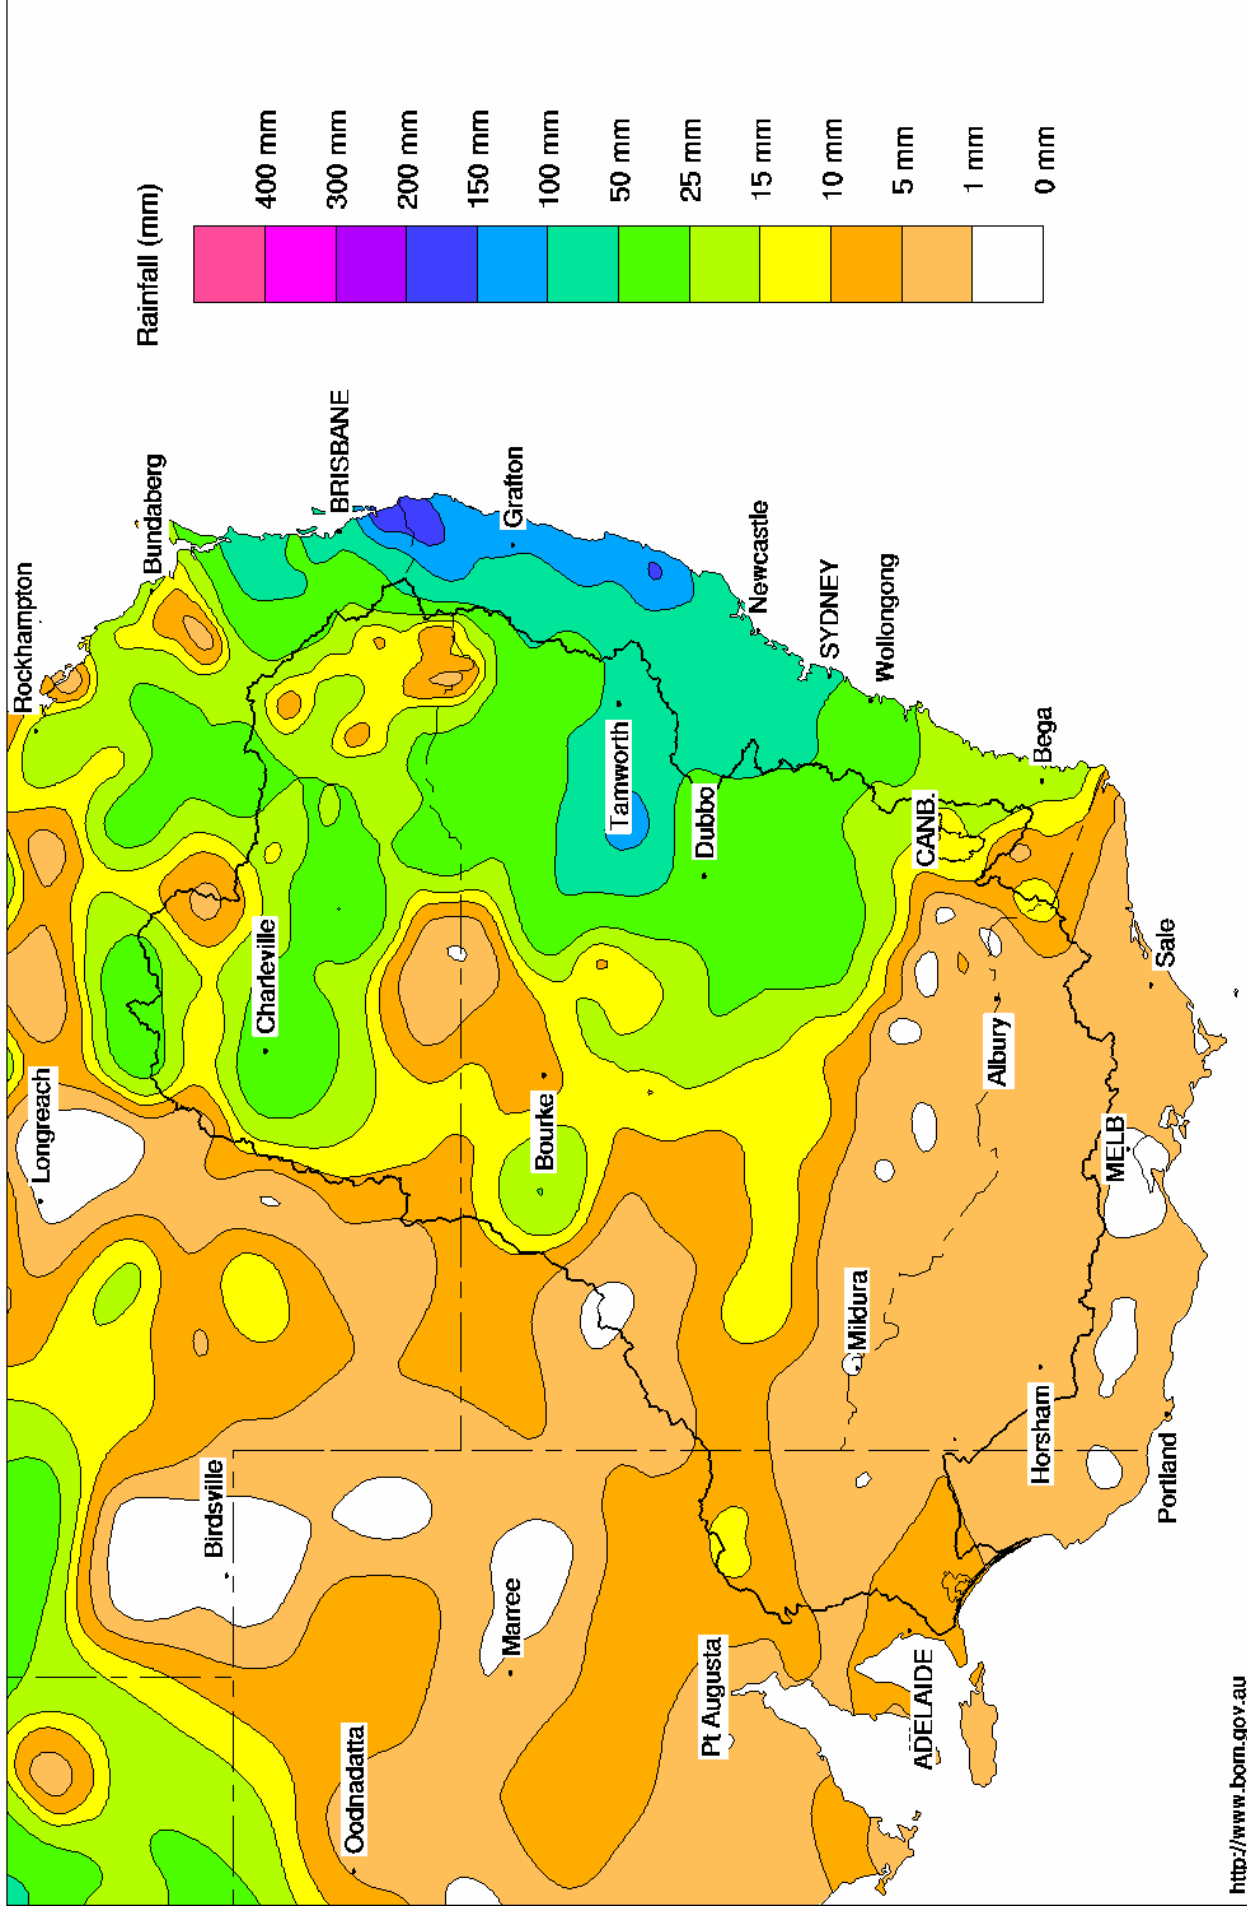 Rainfall (mm)
400 mm
300 mm
200 mm
150 mm
100 mm
50 mm
25 mm
15 mm
10 mm
5 mm
1 mm
0 mm
Rockhampton
Bundaberg
BRISBANE
Grafton
Newcastle
SYDNEY
Wollongong
Bega
Tamworth
Dubbo
CANB.
Charleville
Sale
Longreach
Bourke
Albury
MELB
Mildura
Birdsville
Horsham
Portland
Marree
Oodnadatta
Pt Augusta
ADELAIDE
http://www.bom.gov.au